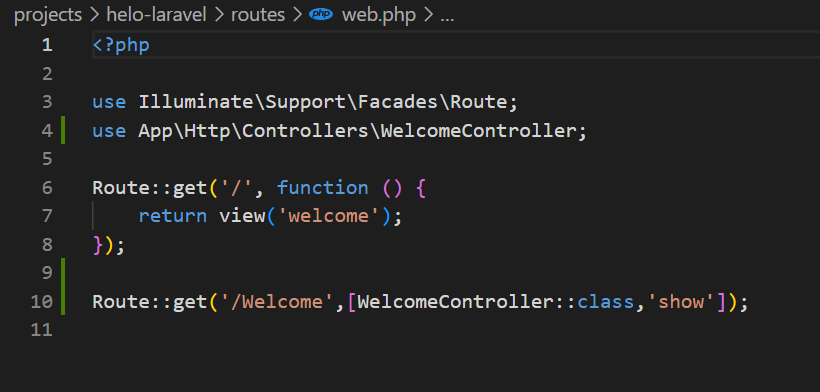 projects > helo-laravel > routes > php web.php > ...
1 <?php
2
3 use Illuminate\Support\Facades\Route;
4 use App\Http\Controllers\WelcomeController;
5
6 Route::get('/', function () {
7     return view('welcome');
8 });
9
10 Route::get('/Welcome',[WelcomeController::class,'show']);
11